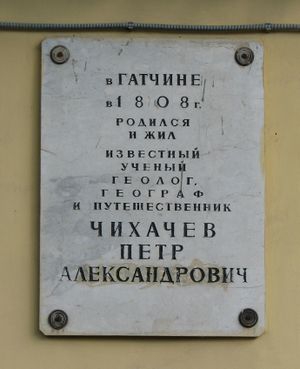 в ГАТЧИНЕ
в 1808 г.
РОДИЛСЯ
И ЖИЛ
ИЗВЕСТНЫЙ
УЧЕНЫЙ
ГЕОЛОГ,
ГЕОГРАФ
И ПУТЕШЕСТВЕННИК
ЧИХАЧЕВ
ПЕТР
АЛЕКСАНДРОВИЧ